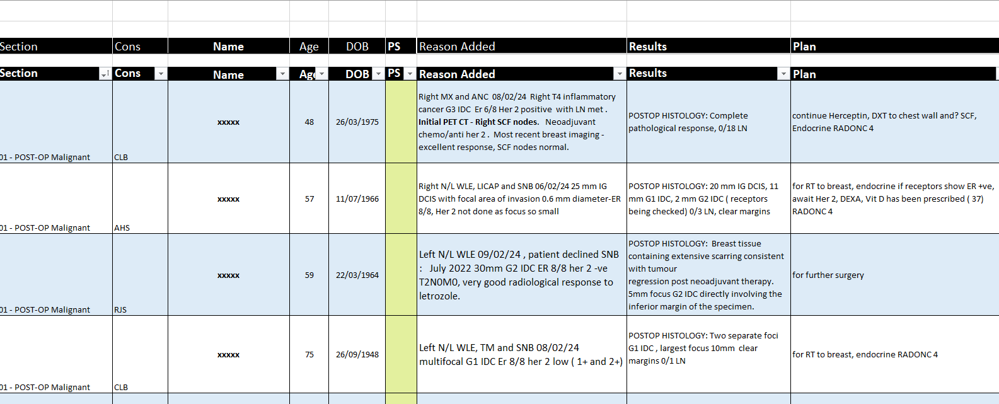 Section Cons Name Age DOB PS Reason Added Results Plan
Section Cons Name Age DOB PS Reason Added Results Plan
01 - POST-OP Malignant
CLB
xxxxx
48
26/03/1975
Right MX and ANC 08/02/24 Right T4 inflammatory
cancer G3 IDC Er 6/8 Her 2 positive with LN met .
Initial PET CT - Right SCF nodes. Neoadjuvant
chemo/anti her 2 . Most recent breast imaging -
excellent response, SCF nodes normal.
POSTOP HISTOLOGY: Complete
pathological response, 0/18 LN
continue Herceptin, DXT to chest wall and? SCF,
Endocrine RADONC 4
01 - POST-OP Malignant
AHS
xxxxx
57
11/07/1966
Right N/L WLE, LICAP and SNB 06/02/24 25 mm IG
DCIS with focal area of invasion 0.6 mm diameter-ER
8/8, Her 2 not done as focus so small
POSTOP HISTOLOGY: 20 mm IG DCIS, 11
mm G1 IDC, 2 mm G2 IDC ( receptors
being checked) 0/3 LN, clear margins
for RT to breast, endocrine if receptors show ER +ve,
await Her 2, DEXA, Vit D has been prescribed ( 37)
RADONC 4
01 - POST-OP Malignant
RJS
xxxxx
59
22/03/1964
Left N/L WLE 09/02/24 , patient declined SNB
: July 2022 30mm G2 IDC ER 8/8 her 2 -ve
T2N0M0, very good radiological response to
letrozole.
POSTOP HISTOLOGY: Breast tissue
containing extensive scarring consistent
with tumour
regression post neoadjuvant therapy.
5mm focus G2 IDC directly involving the
inferior margin of the specimen.
for further surgery
01 - POST-OP Malignant
CLB
xxxxx
75
26/09/1948
Left N/L WLE, TM and SNB 08/02/24
multifocal G1 IDC Er 8/8 her 2 low ( 1+ and 2+)
POSTOP HISTOLOGY: Two separate foci
G1 IDC , largest focus 10mm clear
margins 0/1 LN
for RT to breast, endocrine RADONC 4